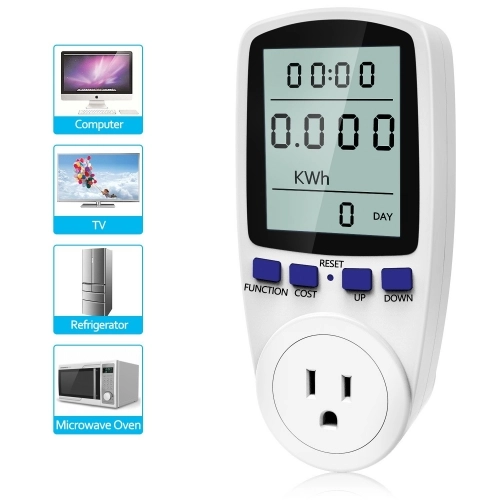 Computer
TV
Refrigerator
Microwave Oven
00:00
0.000
KWh
0 DAY
RESET
FUNCTION COST UP DOWN